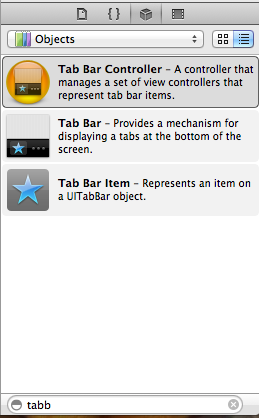 { }
Objects
Tab Bar Controller – A controller that
manages a set of view controllers that
represent tab bar items.
Tab Bar – Provides a mechanism for
displaying a tabs at the bottom of the
screen.
Tab Bar Item – Represents an item on
a UITabBar object.
tabb